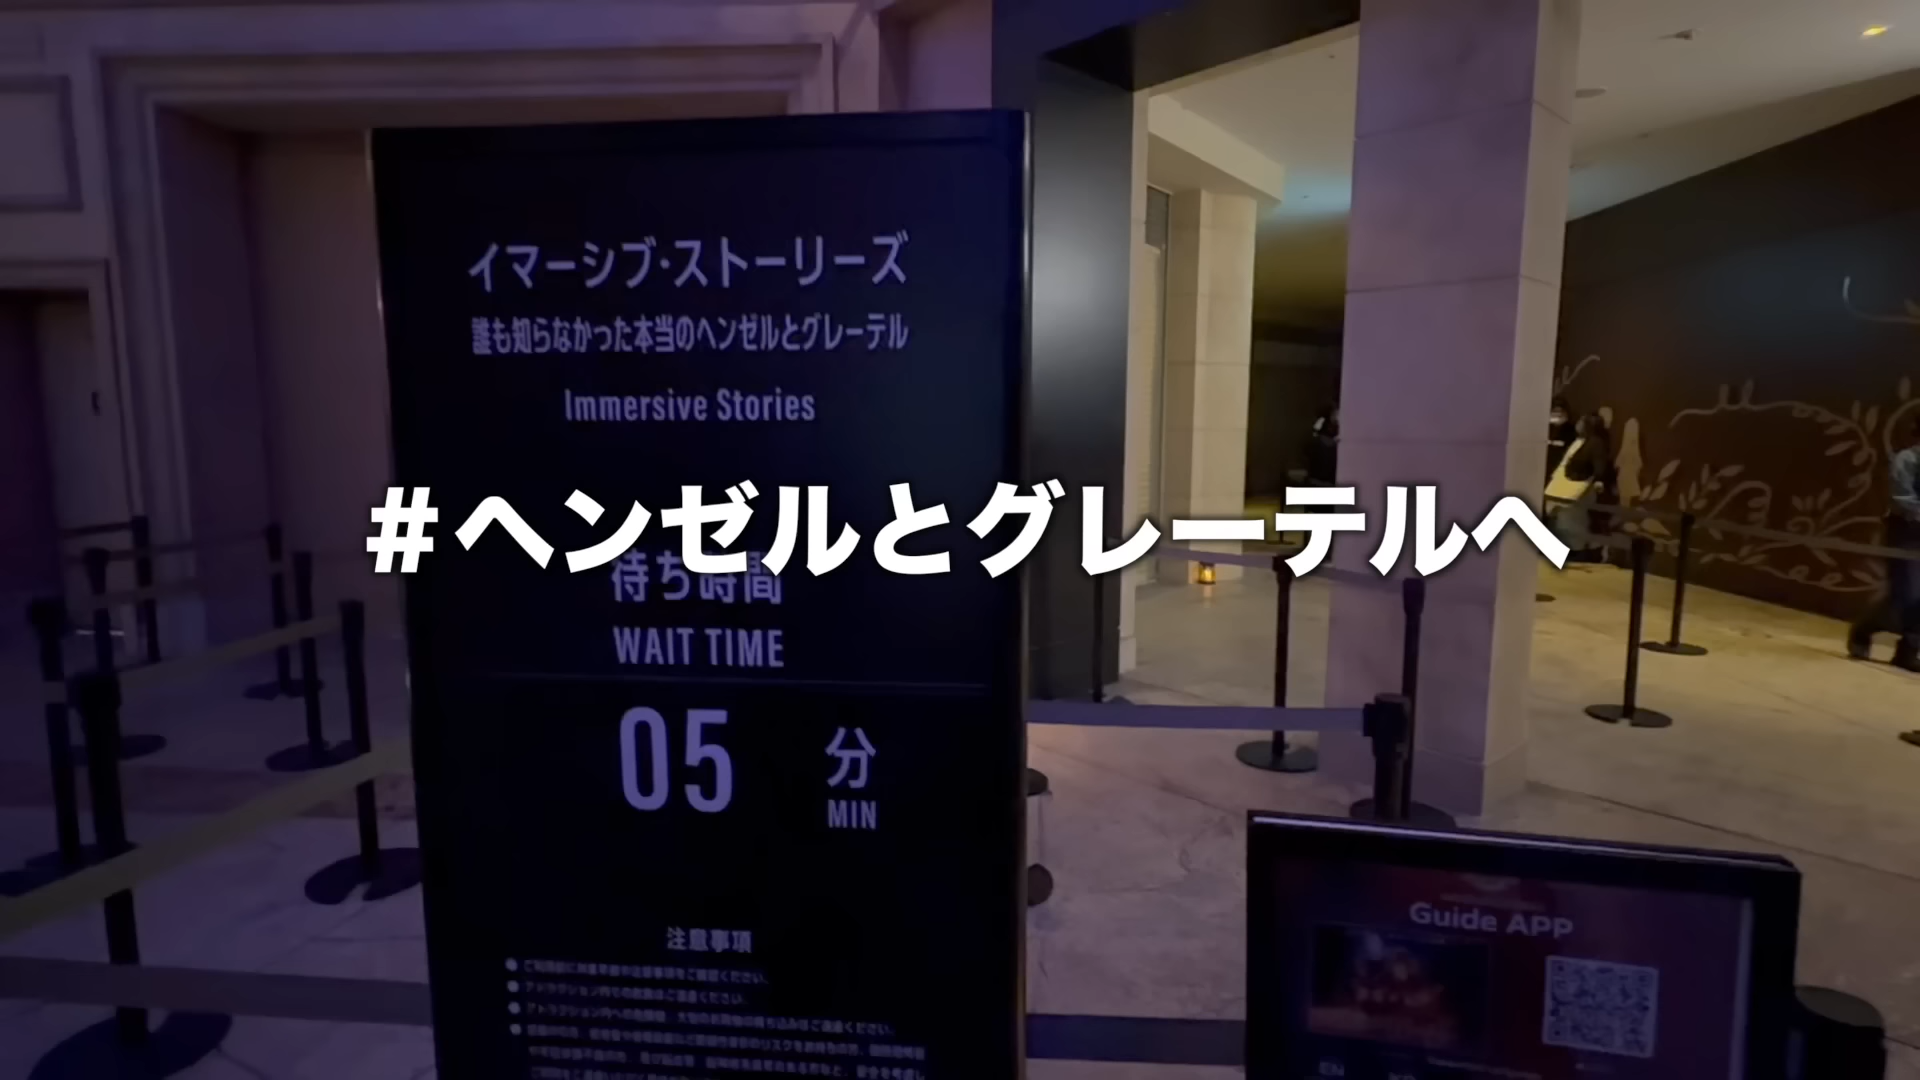 イマーシブ・ストーリーズ
誰も知らなかった本当のヘンゼルとグレーテル
Immersive Stories
#ヘンゼルとグレーテルへ
待ち時間
WAIT TIME
05 分
MIN
注意事項
Guide APP